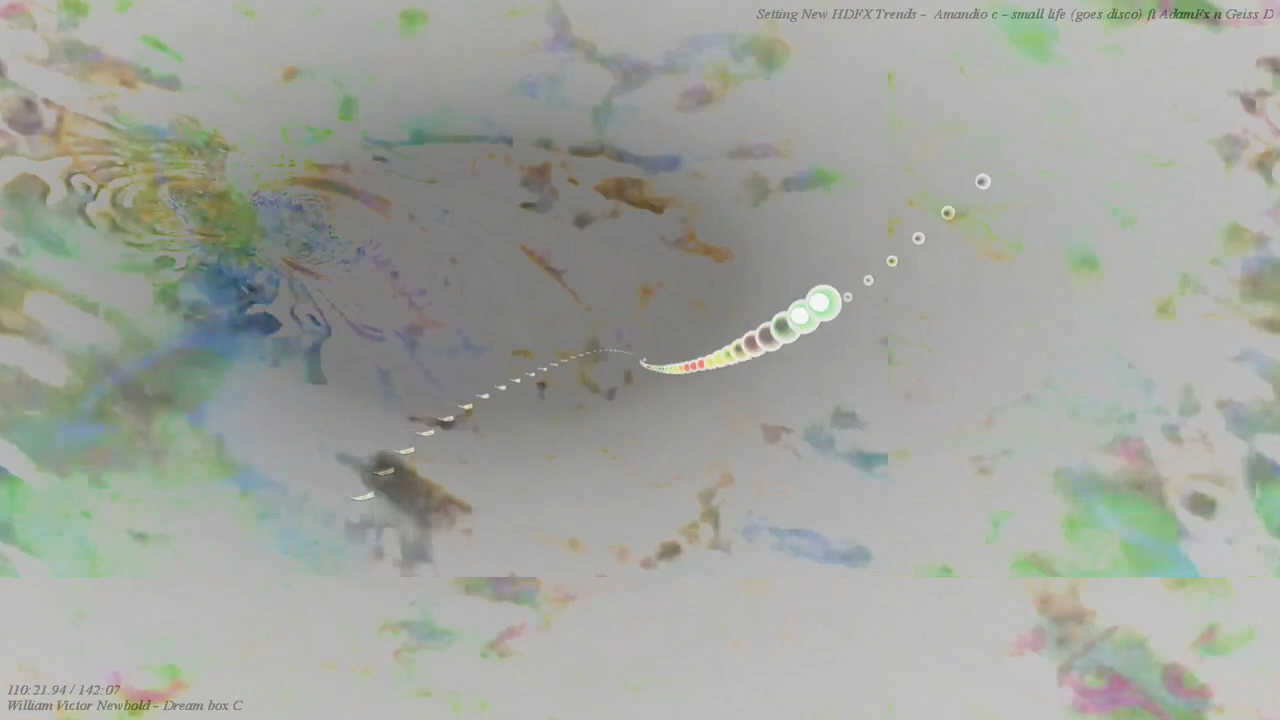 Setting New HDFX Trends - Amandio c - small life (goes disco) ft AdamFx n Geiss D
110:21.94 / 142:07
William Victor Newbold - Dream box C